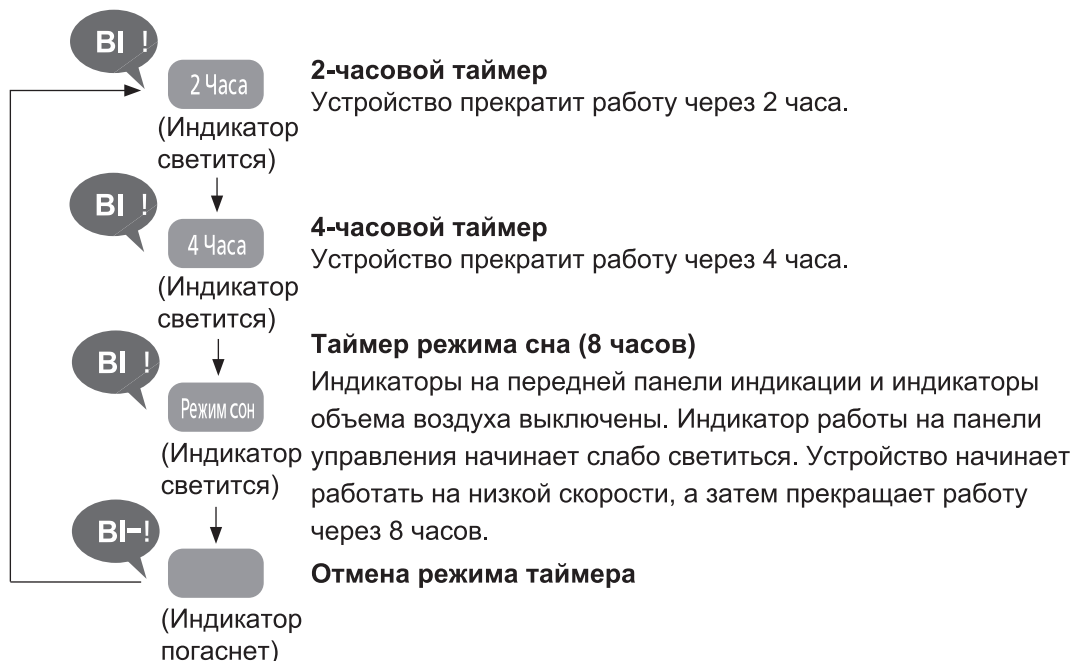 BI !
2 Часа
(Индикатор
светится)
2-часовой таймер
Устройство прекратит работу через 2 часа.
BI !
4 Часа
(Индикатор
светится)
4-часовой таймер
Устройство прекратит работу через 4 часа.
BI !
Режим сон
(Индикатор
светится)
Таймер режима сна (8 часов)
Индикаторы на передней панели индикации и индикаторы
объема воздуха выключены. Индикатор работы на панели
управления начинает слабо светиться. Устройство начинает
работать на низкой скорости, а затем прекращает работу
через 8 часов.
BI–!
(Индикатор
погаснет)
Отмена режима таймера